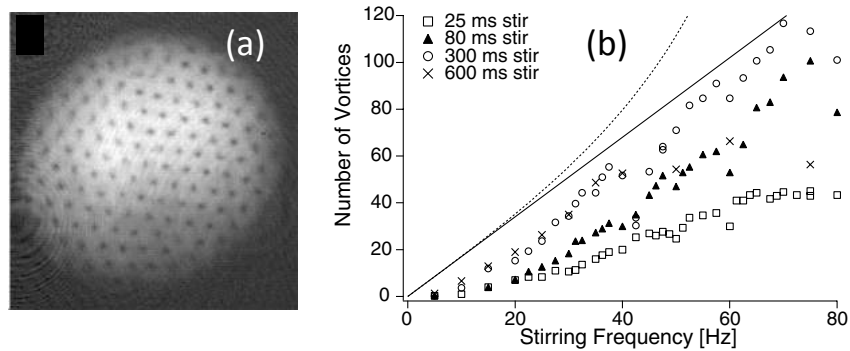 (a)
(b)
Number of Vortices
120
100
80
60
40
20
0
25 ms stir
80 ms stir
300 ms stir
600 ms stir
0
20
40
60
80
Stirring Frequency [Hz]